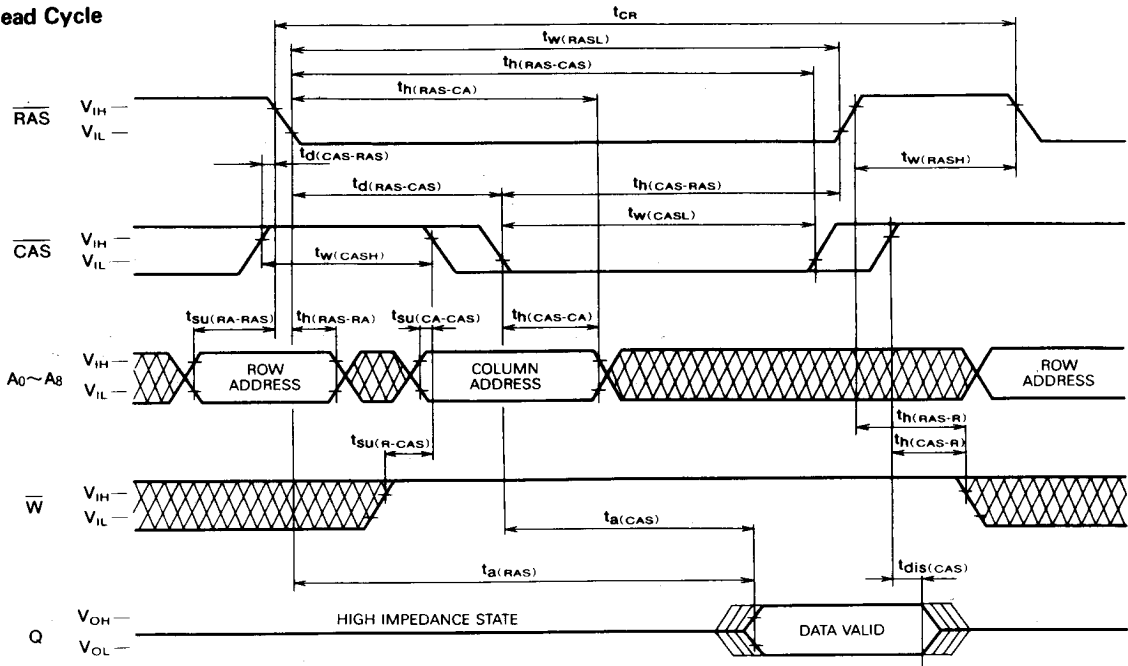 ead Cycle
tCR
tw(RASL)
th(RAS-CAS)
th(RAS-CA)
RAS
VIH
VIL
td(CAS-RAS)
tw(RASH)
td(RAS-CAS)
th(CAS-RAS)
tw(CASL)
CAS
VIH
VIL
tw(CASH)
tsu(RA-RAS)
th(RAS-RA)
tsu(CA-CAS)
th(CAS-CA)
A0~A8
VIH
VIL
ROW
ADDRESS
COLUMN
ADDRESS
ROW
ADDRESS
th(RAS-R)
tsu(R-CAS)
th(CAS-R)
W
VIH
VIL
ta(CAS)
ta(RAS)
tdis(CAS)
Q
VOH
VOL
HIGH IMPEDANCE STATE
DATA VALID